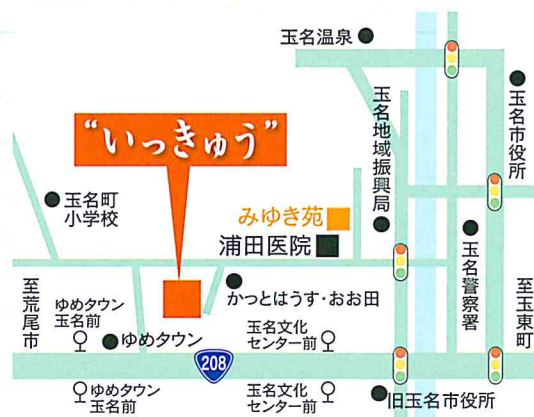 玉名温泉
玉名市役所
玉名地域振興局
“いっきゅう”
玉名町
小学校
みゆき苑
浦田医院
玉名警察署
至荒尾市
かっとはうす・おお田
至玉東町
ゆめタウン
玉名前
ゆめタウン
玉名文化
センター前
208
ゆめタウン
玉名前
玉名文化
センター前
旧玉名市役所